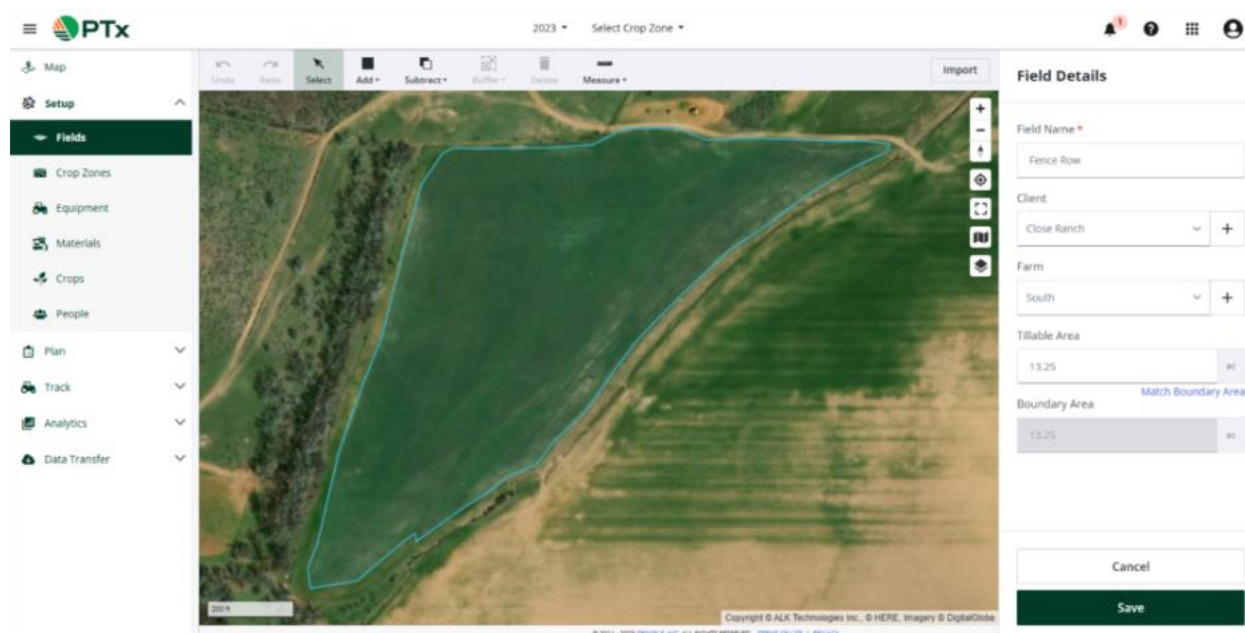 PTx
2023
Select Crop Zone
1
Map
Setup
Fields
Crop Zones
Equipment
Materials
Crops
People
Plan
Track
Analytics
Data Transfer
Undo
Redo
Select
Add
Subtract
Buffer
Delete
Measure
Import
200 ft
Copyright © ALK Technologies Inc., © HERE, Imagery © DigitalGlobe
Field Details
Field Name *
Fence Row
Client
Close Ranch
Farm
South
Tillable Area
13.25 ac
Match Boundary Area
Boundary Area
13.25 ac
Cancel
Save